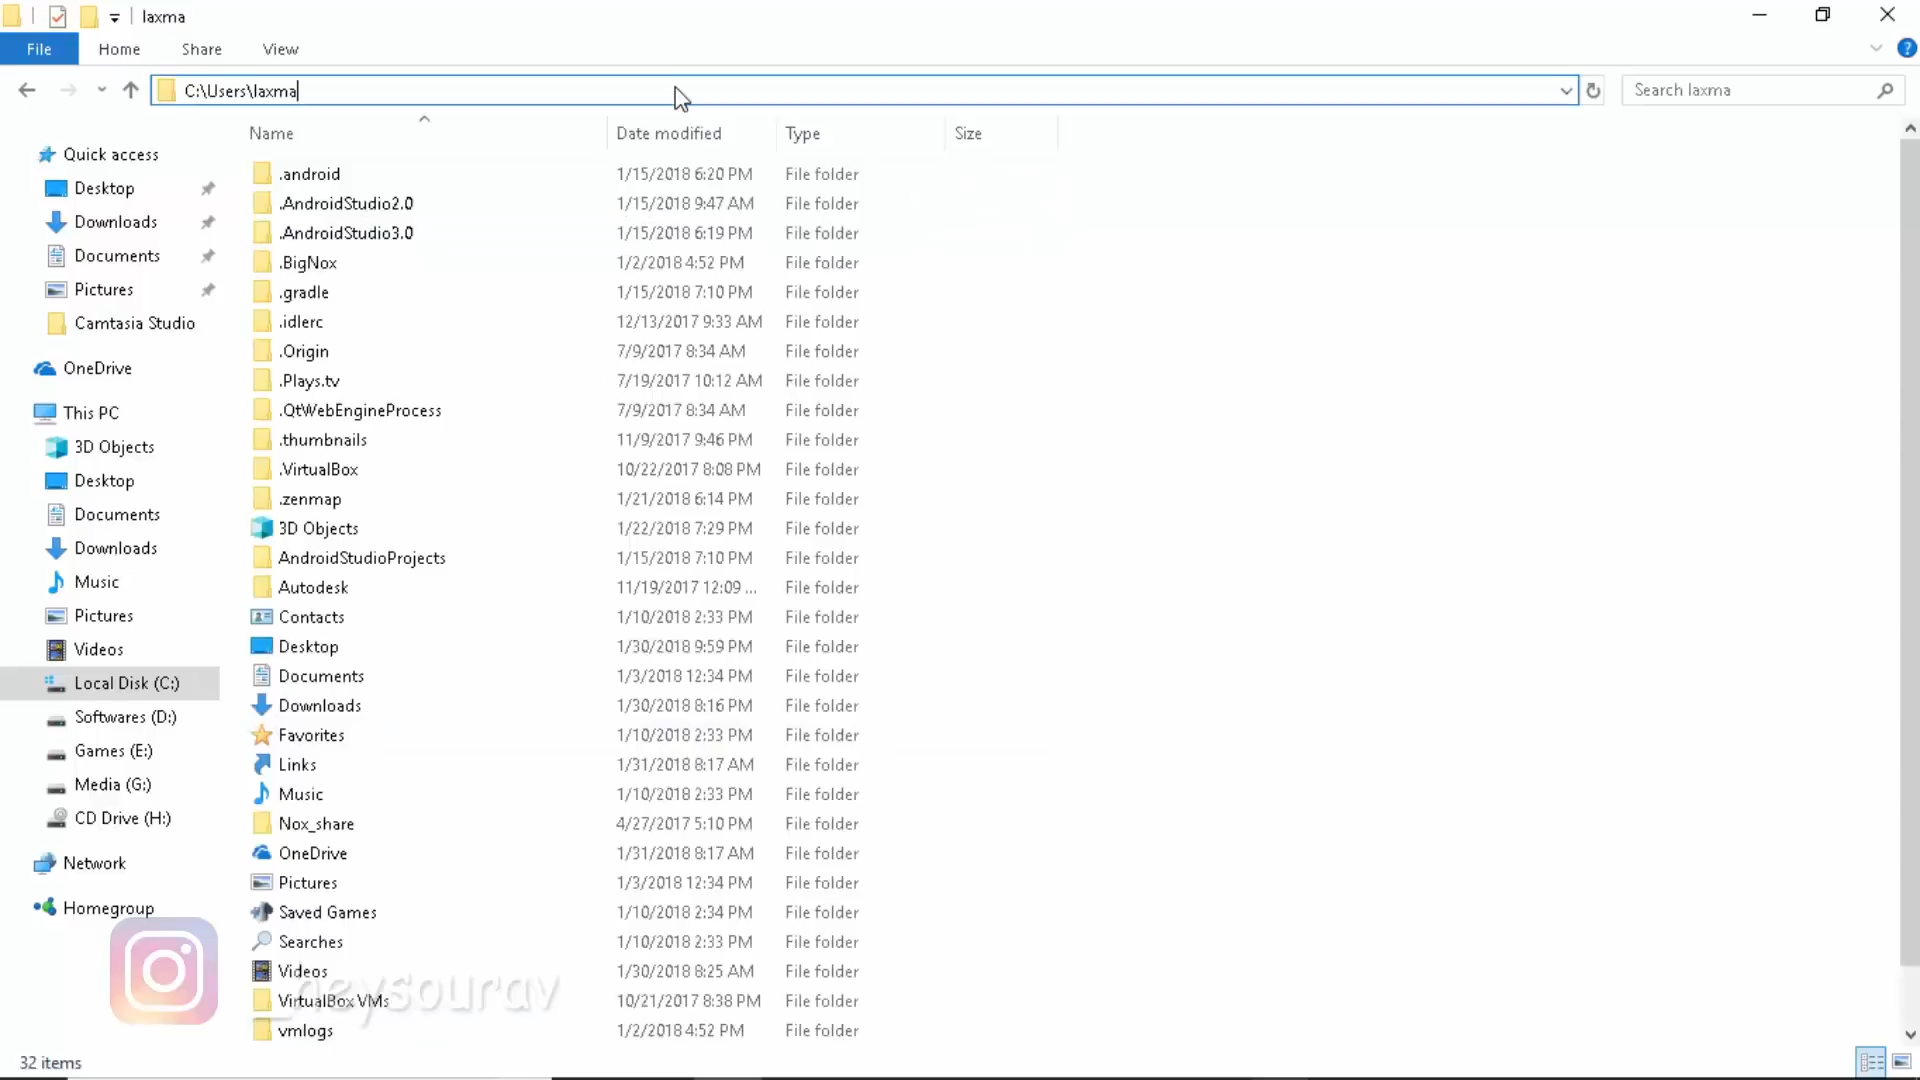 laxma
File Home Share View
C:\Users\laxma
Search laxma
Name Date modified Type Size
Quick access
Desktop
Downloads
Documents
Pictures
Camtasia Studio
OneDrive
This PC
3D Objects
Desktop
Documents
Downloads
Music
Pictures
Videos
Local Disk (C:)
Softwares (D:)
Games (E:)
Media (G:)
CD Drive (H:)
Network
Homegroup
.android 1/15/2018 6:20 PM File folder
.AndroidStudio2.0 1/15/2018 9:47 AM File folder
.AndroidStudio3.0 1/15/2018 6:19 PM File folder
.BigNox 1/2/2018 4:52 PM File folder
.gradle 1/15/2018 7:10 PM File folder
.idlerc 12/13/2017 9:33 AM File folder
.Origin 7/9/2017 8:34 AM File folder
.Plays.tv 7/19/2017 10:12 AM File folder
.QtWebEngineProcess 7/9/2017 8:34 AM File folder
.thumbnails 11/9/2017 9:46 PM File folder
.VirtualBox 10/22/2017 8:08 PM File folder
.zenmap 1/21/2018 6:14 PM File folder
3D Objects 1/22/2018 7:29 PM File folder
AndroidStudioProjects 1/15/2018 7:10 PM File folder
Autodesk 11/19/2017 12:09 ... File folder
Contacts 1/10/2018 2:33 PM File folder
Desktop 1/30/2018 9:59 PM File folder
Documents 1/3/2018 12:34 PM File folder
Downloads 1/30/2018 8:16 PM File folder
Favorites 1/10/2018 2:33 PM File folder
Links 1/31/2018 8:17 AM File folder
Music 1/10/2018 2:33 PM File folder
Nox_share 4/27/2017 5:10 PM File folder
OneDrive 1/31/2018 8:17 AM File folder
Pictures 1/3/2018 12:34 PM File folder
Saved Games 1/10/2018 2:34 PM File folder
Searches 1/10/2018 2:33 PM File folder
Videos 1/30/2018 8:25 AM File folder
VirtualBox VMs 10/21/2017 8:38 PM File folder
vmlogs 1/2/2018 4:52 PM File folder
_heysourav
32 items